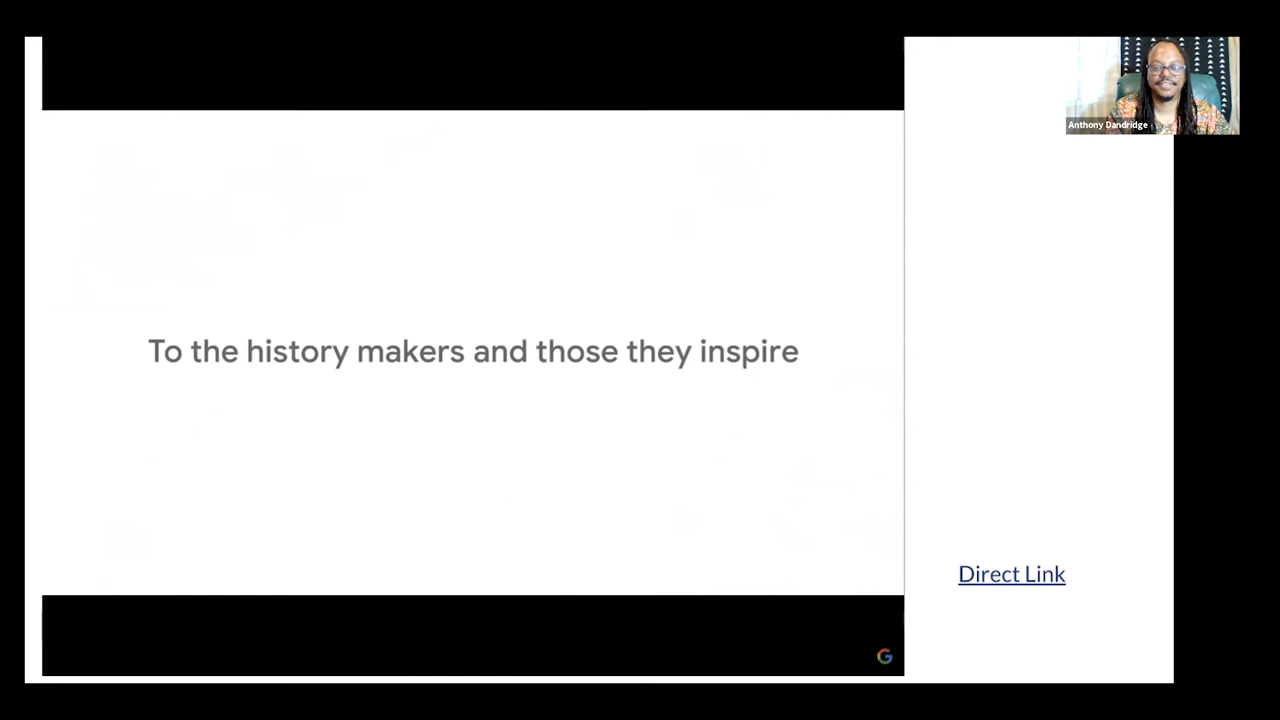 Anthony Dandridge
To the history makers and those they inspire
Direct Link